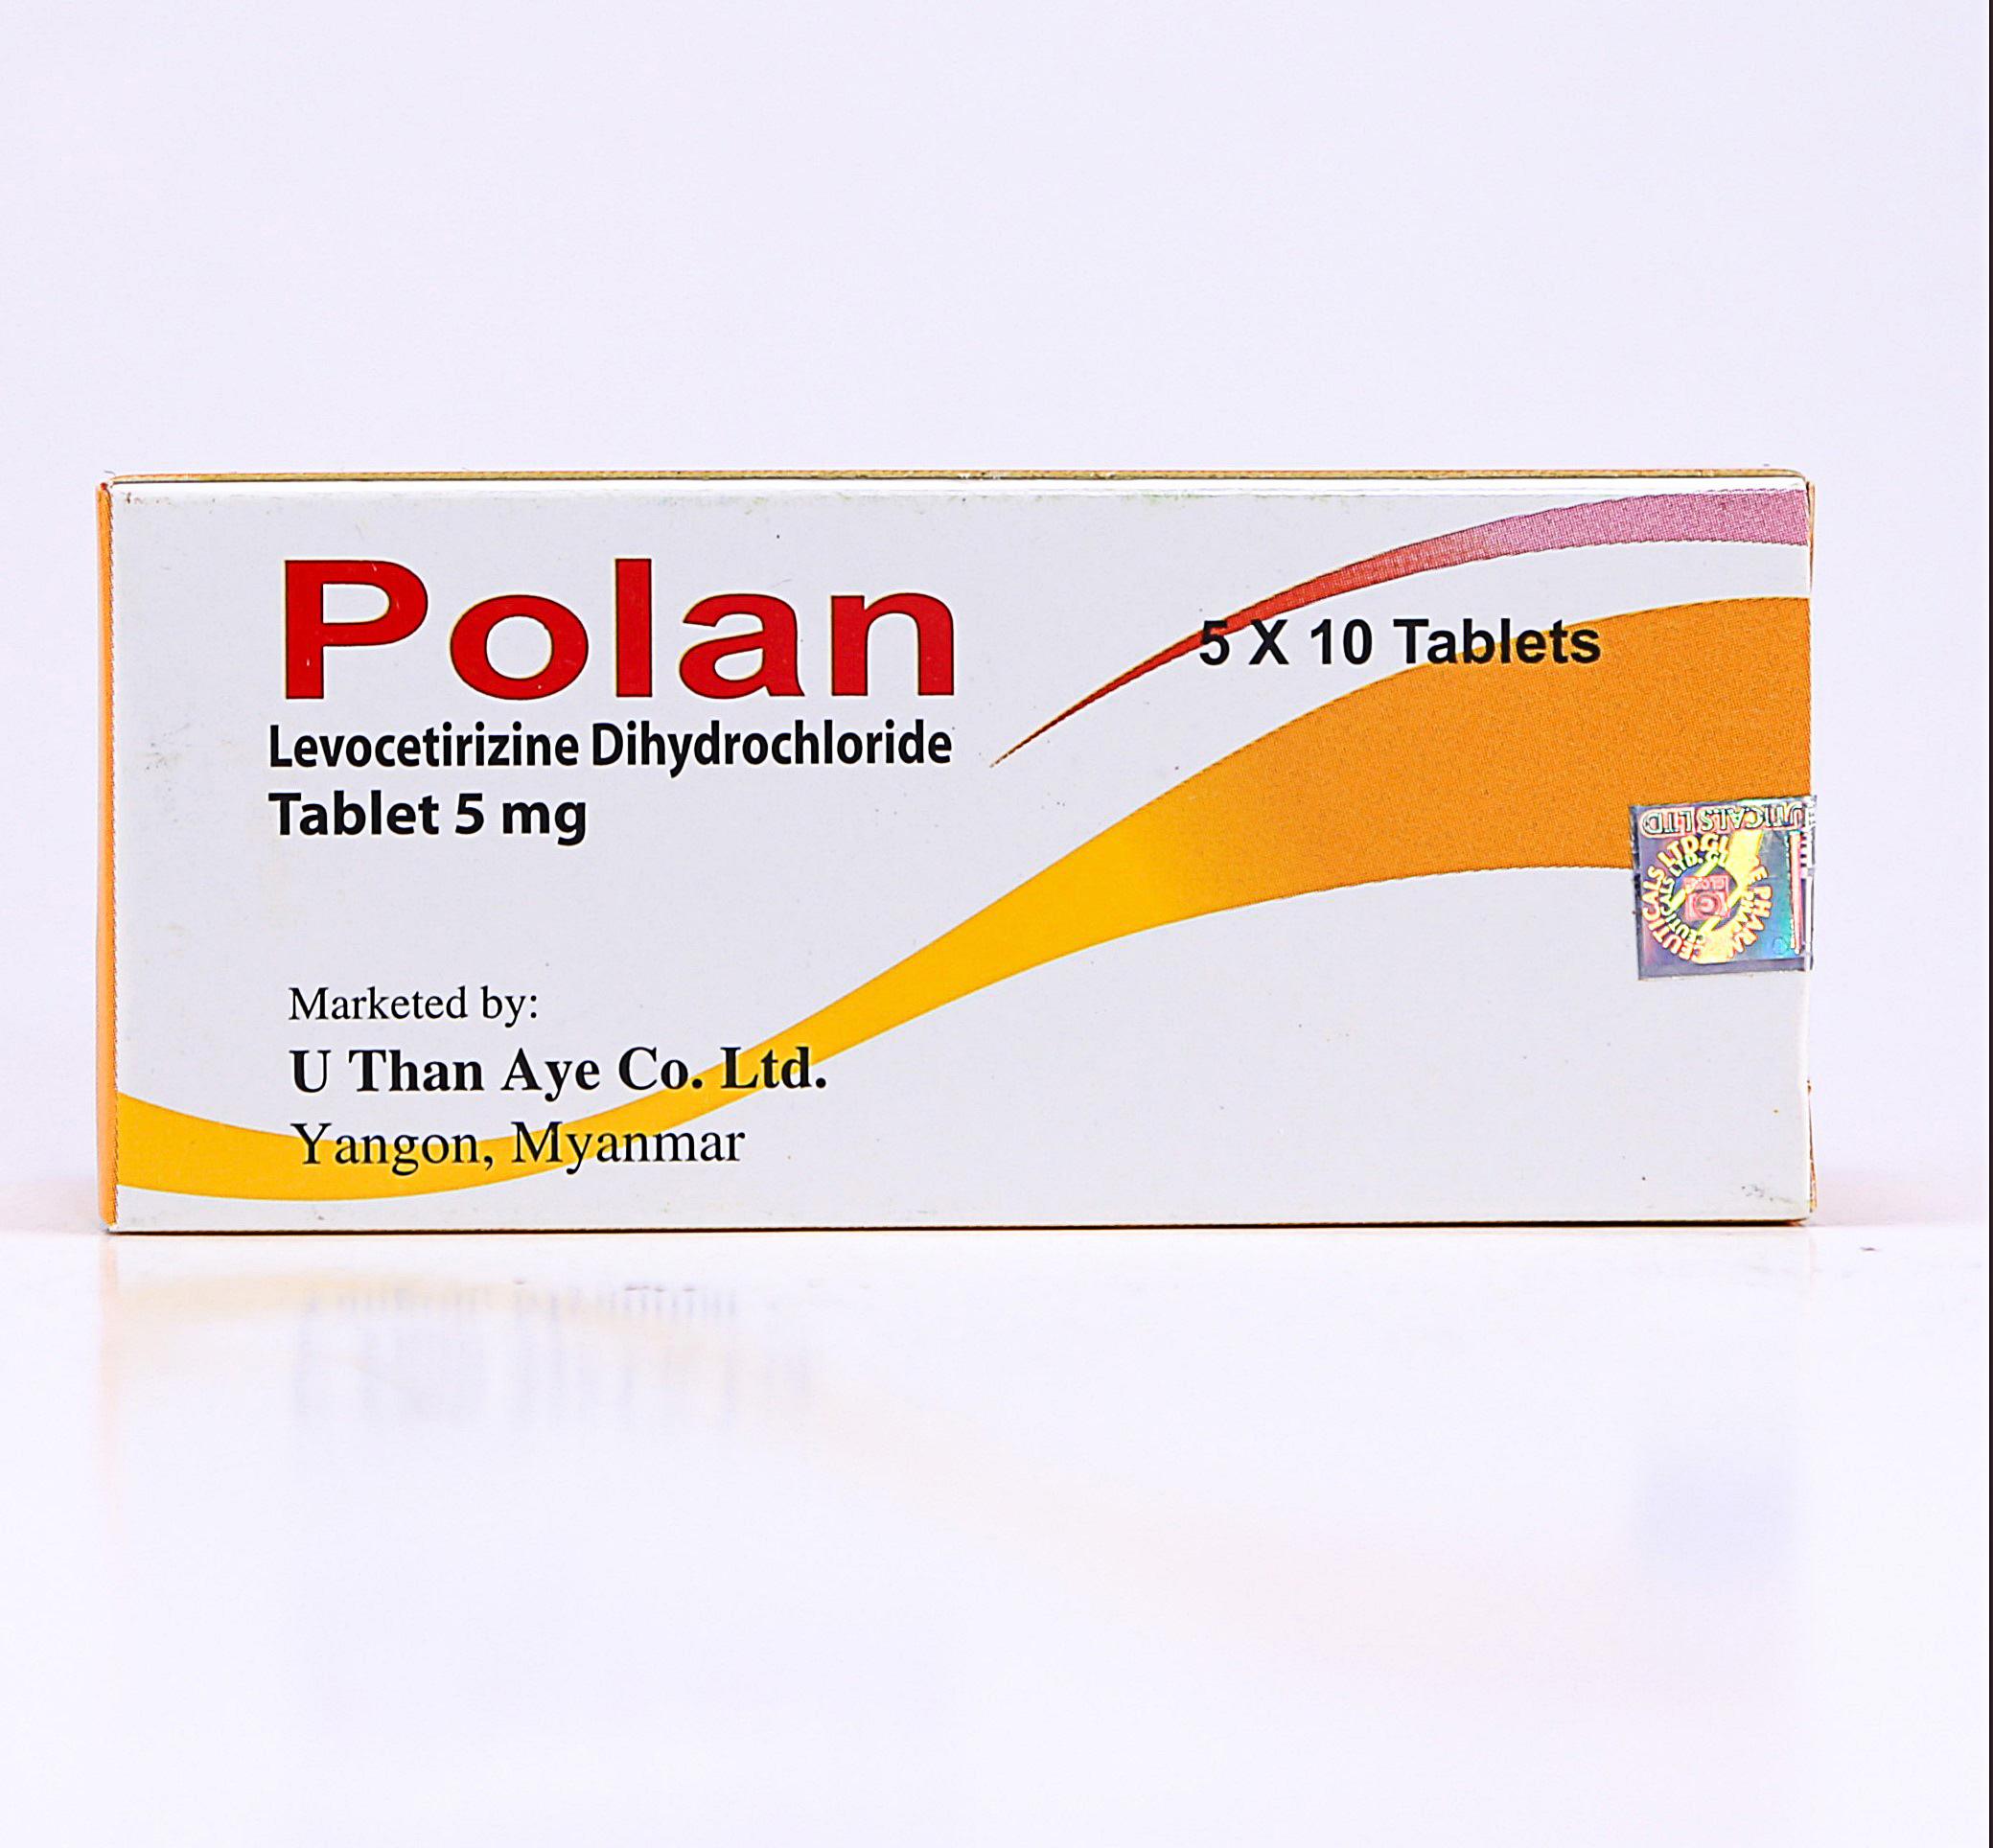 Polan
Levocetirizine Dihydrochloride
Tablet 5 mg
5 X 10 Tablets
Marketed by:
U Than Aye Co. Ltd.
Yangon, Myanmar